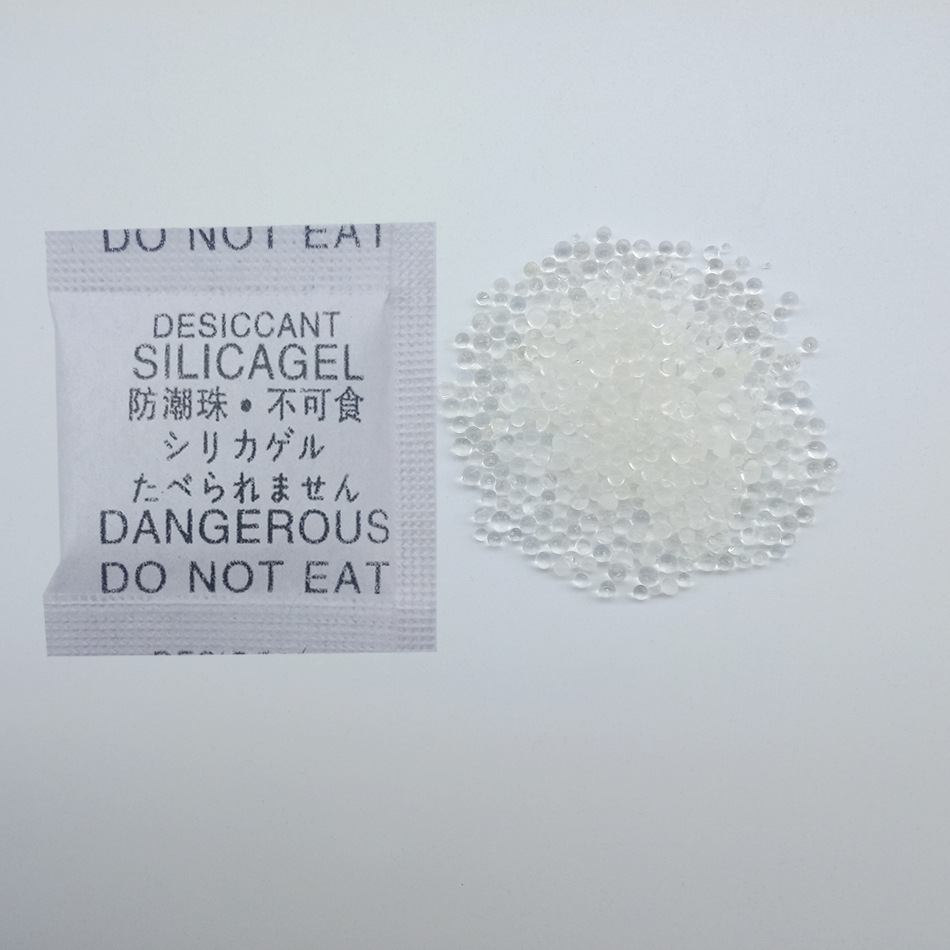 DO NOT EAT
DESICCANT
SILICAGEL
防潮珠・不可食
シリカゲル
たべられません
DANGEROUS
DO NOT EAT